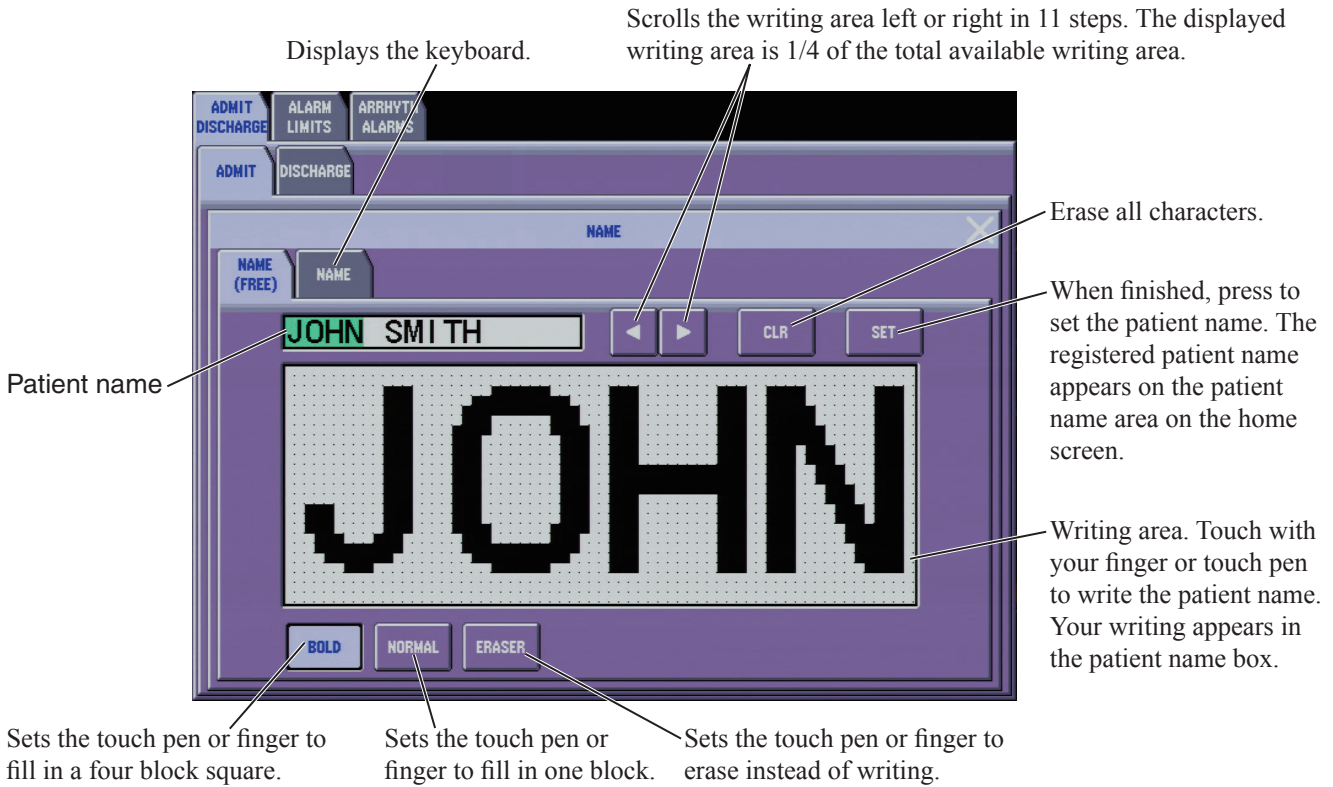 Scrolls the writing area left or right in 11 steps. The displayed
writing area is 1/4 of the total available writing area.
Displays the keyboard.
ADMIT
DISCHARGE
ALARM
LIMITS
ARRHYTH
ALARMS
ADMIT
DISCHARGE
NAME
Erase all characters.
NAME
(FREE)
NAME
JOHN SMITH
CLR
SET
When finished, press to
set the patient name. The
registered patient name
appears on the patient
name area on the home
screen.
Patient name
JOHN
Writing area. Touch with
your finger or touch pen
to write the patient name.
Your writing appears in
the patient name box.
BOLD
NORMAL
ERASER
Sets the touch pen or finger to
fill in a four block square.
Sets the touch pen or
finger to fill in one block.
Sets the touch pen or finger to
erase instead of writing.